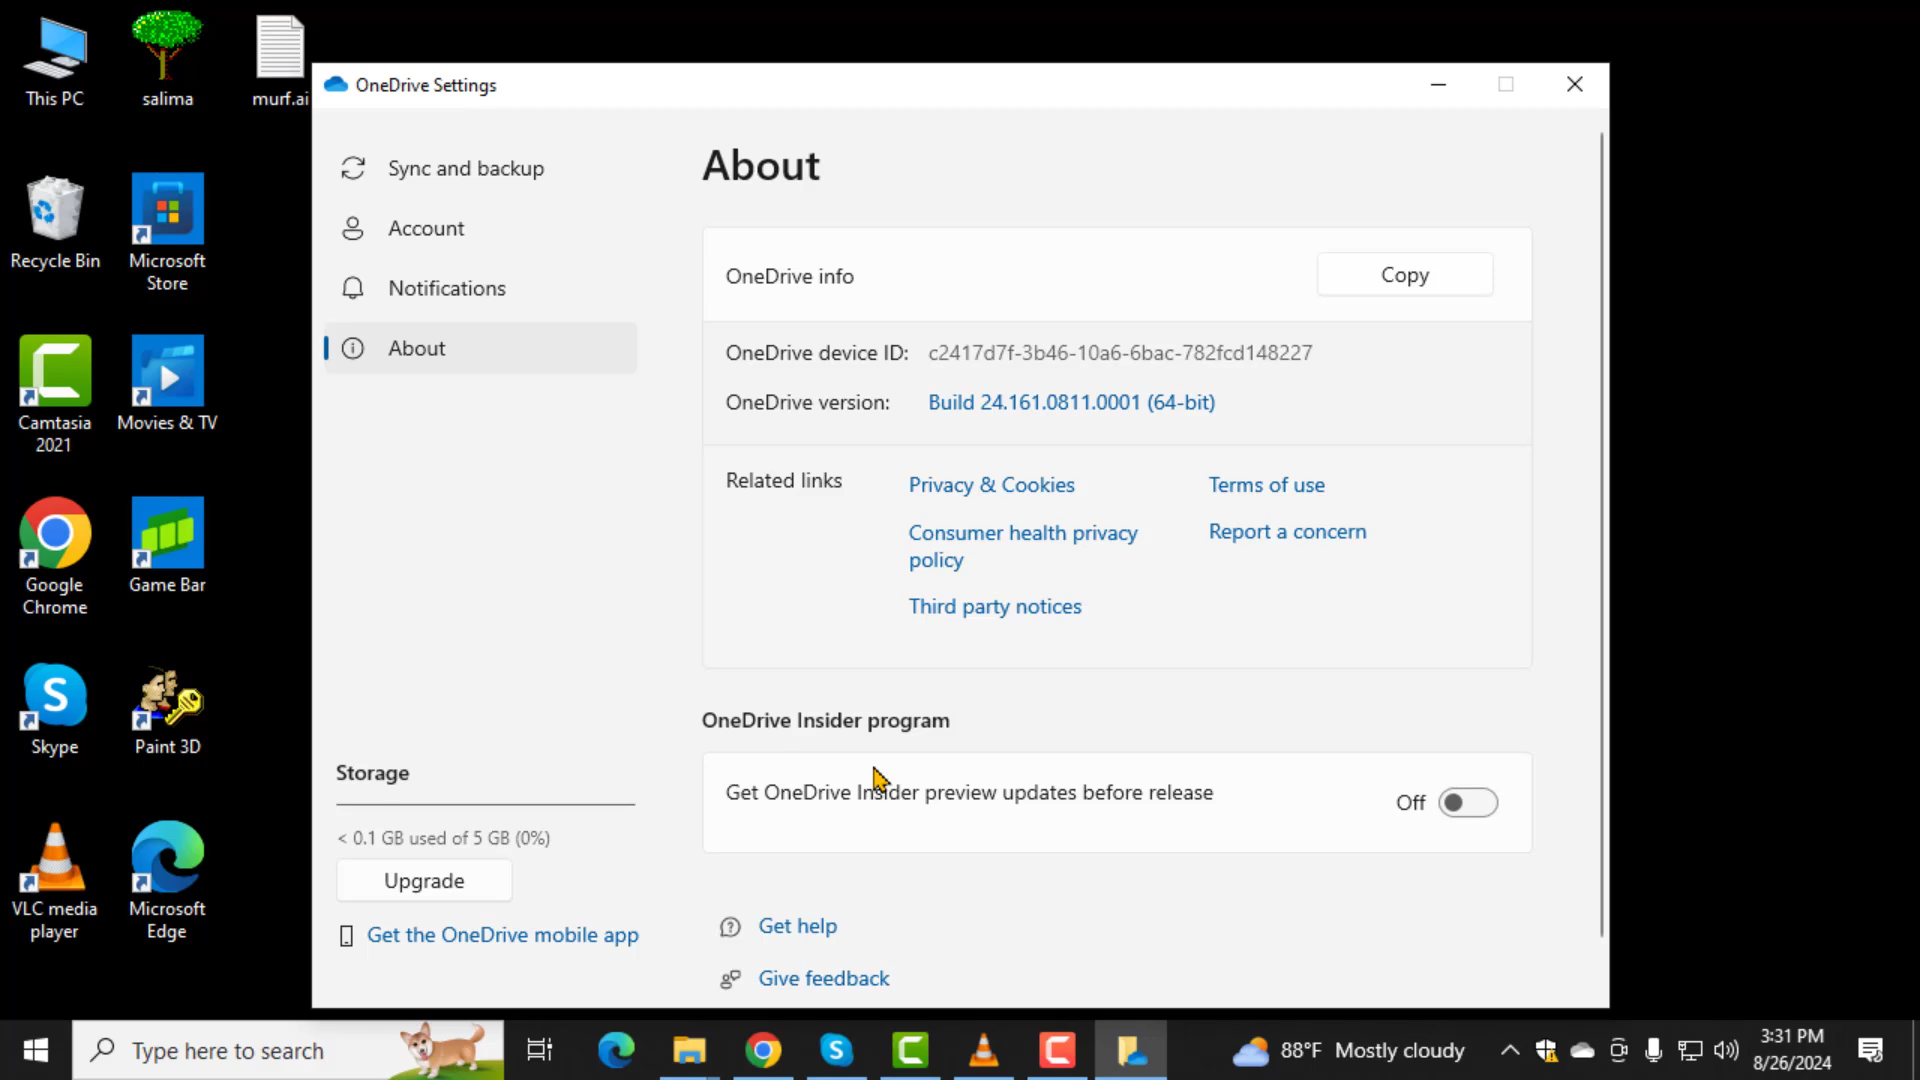 This PC
salima
murf.ai
Recycle Bin
Microsoft
Store
Camtasia
2021
Movies & TV
Google
Chrome
Game Bar
Skype
Paint 3D
VLC media
player
Microsoft
Edge
OneDrive Settings
Sync and backup
Account
Notifications
About
Storage
< 0.1 GB used of 5 GB (0%)
Upgrade
Get the OneDrive mobile app
About
OneDrive info
Copy
OneDrive device ID: c2417d7f-3b46-10a6-6bac-782fcd148227
OneDrive version: Build 24.161.0811.0001 (64-bit)
Related links
Privacy & Cookies
Terms of use
Consumer health privacy
policy
Report a concern
Third party notices
OneDrive Insider program
Get OneDrive Insider preview updates before release
Off
Get help
Give feedback
Type here to search
88°F Mostly cloudy
3:31 PM
8/26/2024